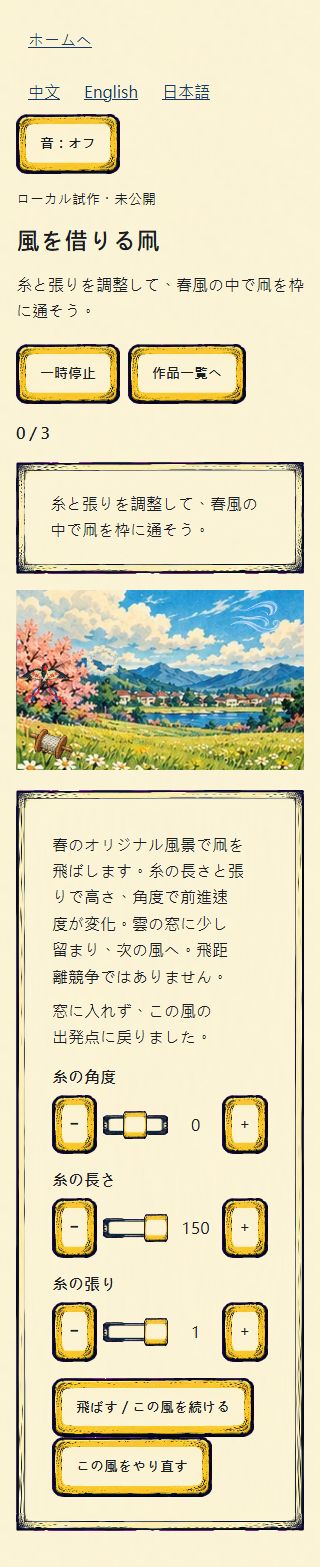 ホームへ
中文 English 日本語
音：オフ
ローカル試作・未公開
風を借りる凧
糸と張りを調整して、春風の中で凧を枠
に通そう。
一時停止 作品一覧へ
0 / 3
糸と張りを調整して、春風の
中で凧を枠に通そう。
春のオリジナル風景で凧を
飛ばします。糸の長さと張
りで高さ、角度で前進速
度が変化。雲の窓に少し
留まり、次の風へ。飛距
離競争ではありません。
窓に入れず、この風の
出発点に戻りました。
糸の角度
− 0 +
糸の長さ
− 150 +
糸の張り
− 1 +
飛ばす / この風を続ける
この風をやり直す